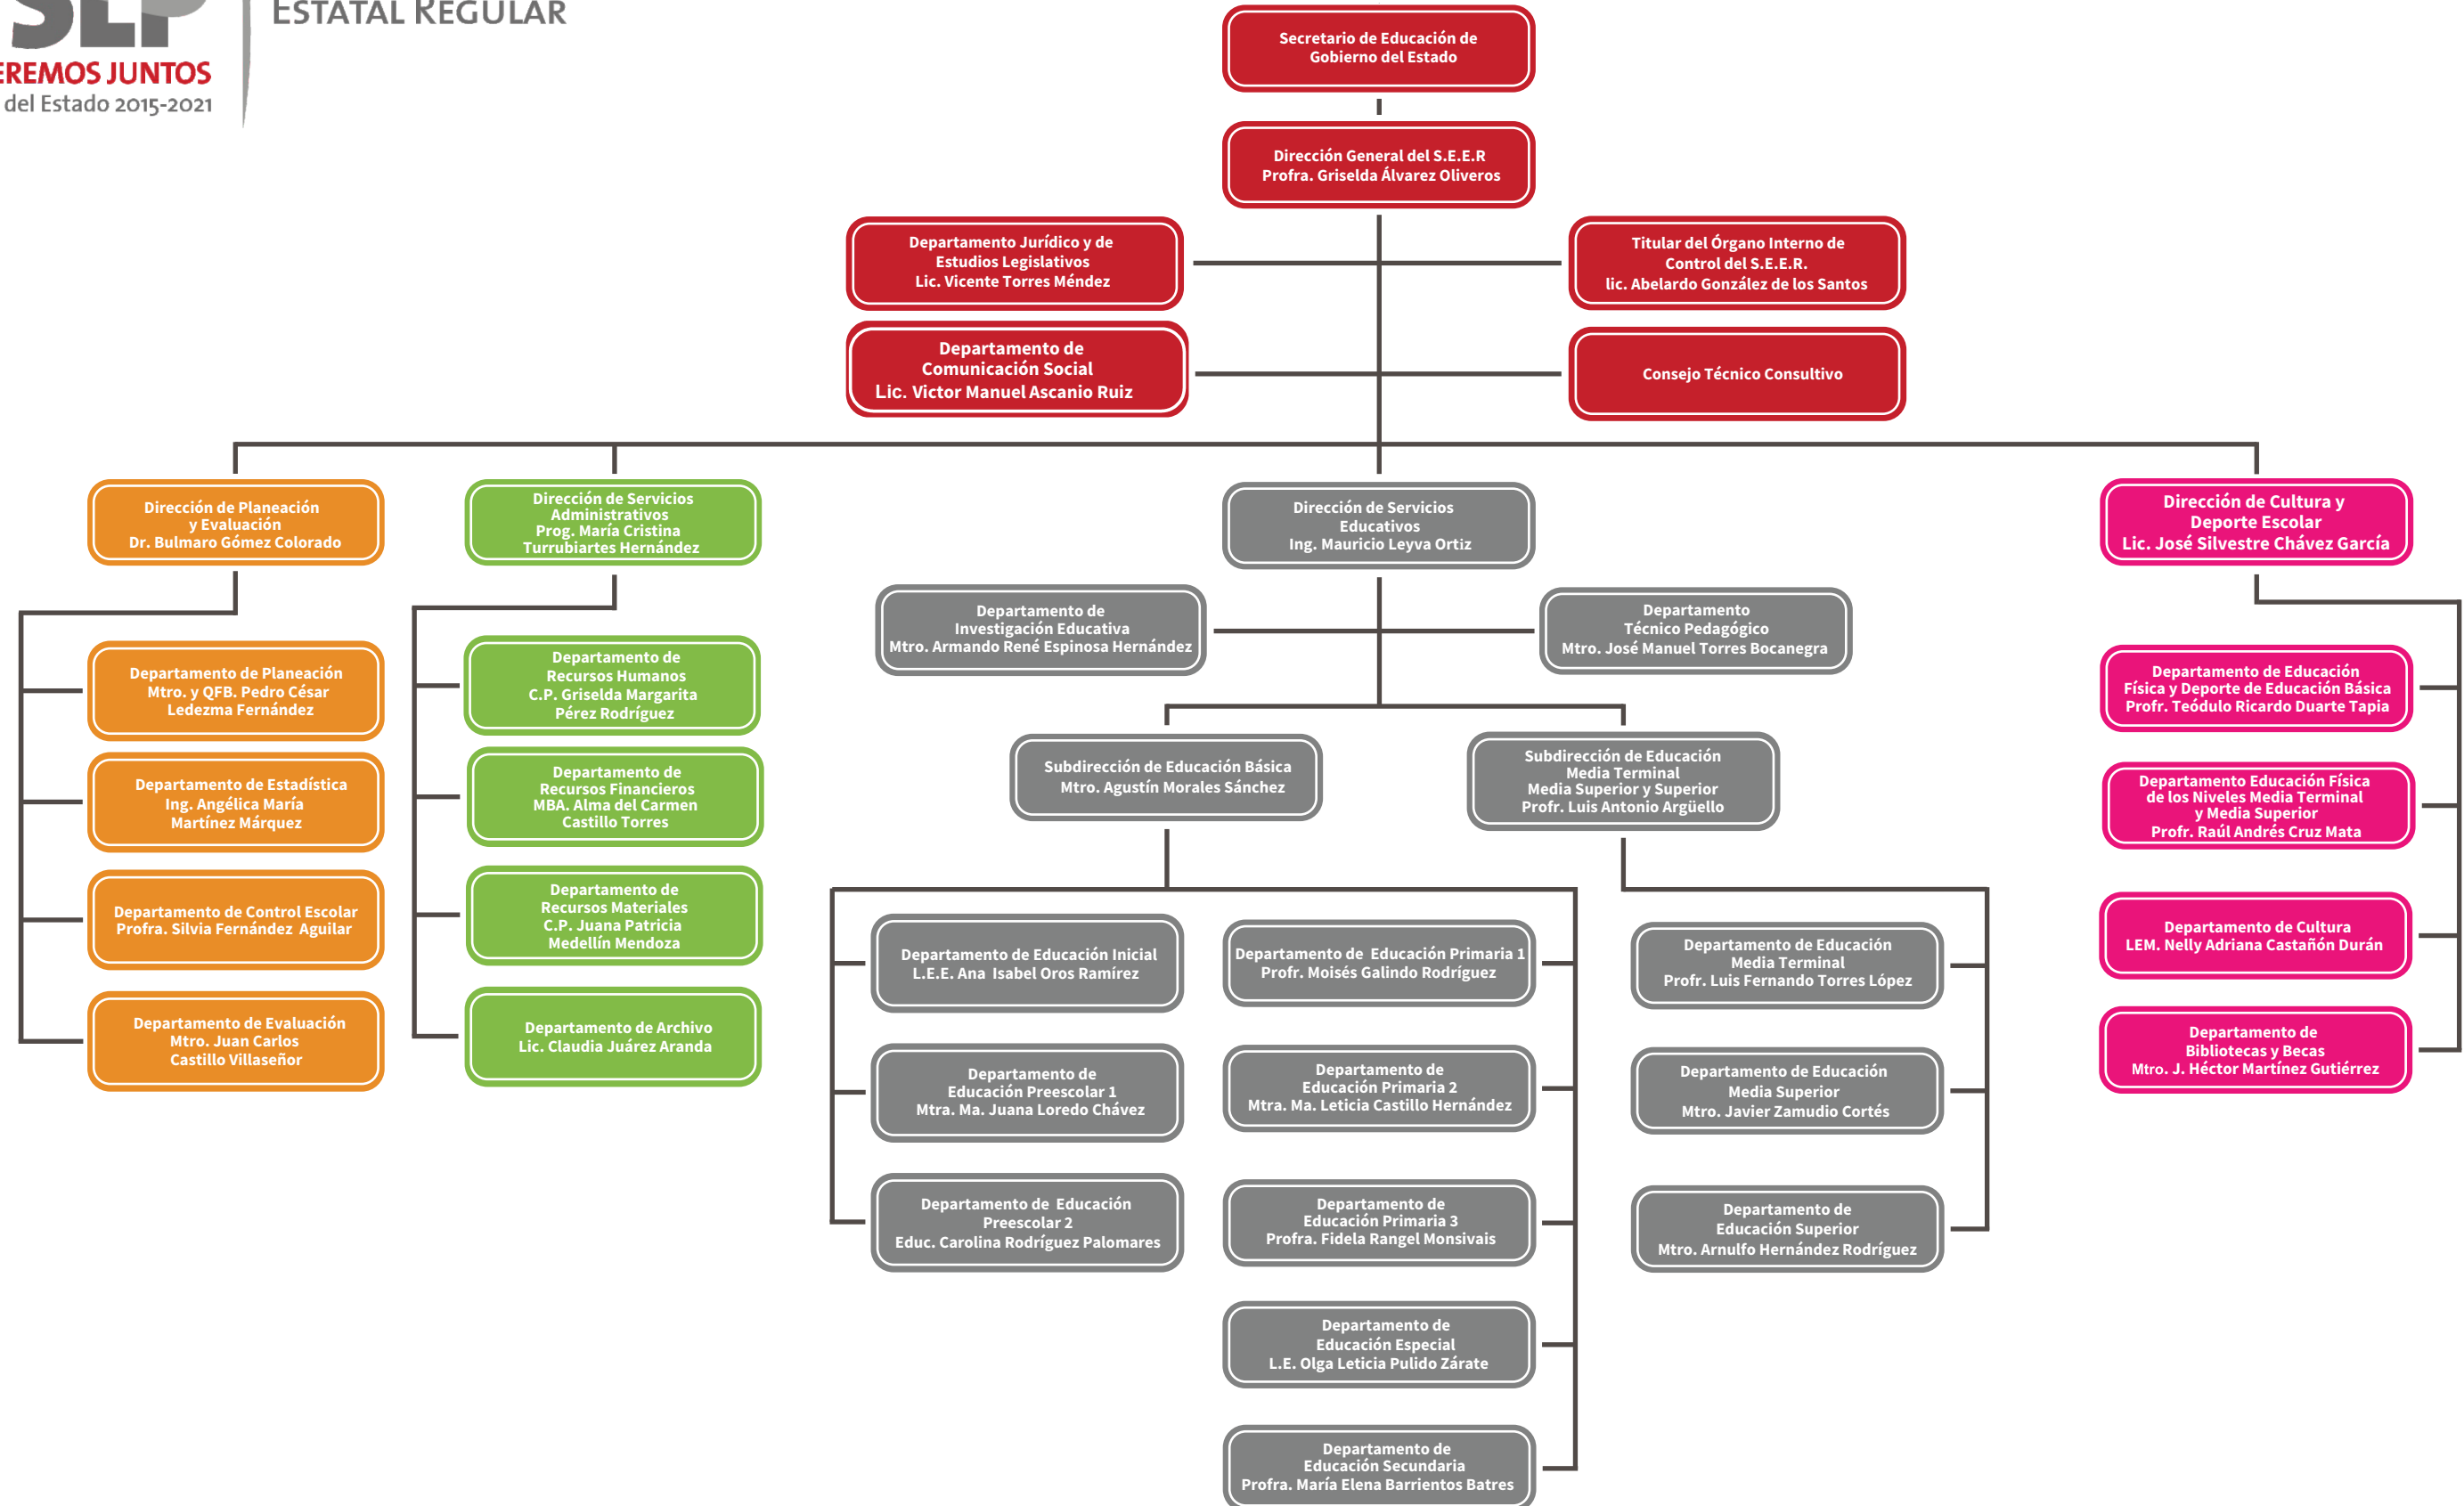 SLP
ESTATAL REGULAR
EREMOS JUNTOS
del Estado 2015-2021
Secretario de Educación de
Gobierno del Estado
Dirección General del S.E.E.R
Profra. Griselda Álvarez Oliveros
Departamento Jurídico y de
Estudios Legislativos
Lic. Vicente Torres Méndez
Titular del Órgano Interno de
Control del S.E.E.R.
lic. Abelardo González de los Santos
Departamento de
Comunicación Social
Lic. Victor Manuel Ascanio Ruiz
Consejo Técnico Consultivo
Dirección de Planeación
y Evaluación
Dr. Bulmaro Gómez Colorado
Dirección de Servicios
Administrativos
Prog. María Cristina
Turrubiartes Hernández
Dirección de Servicios
Educativos
Ing. Mauricio Leyva Ortiz
Dirección de Cultura y
Deporte Escolar
Lic. José Silvestre Chávez García
Departamento de Planeación
Mtro. y QFB. Pedro César
Ledezma Fernández
Departamento de Estadística
Ing. Angélica María
Martínez Márquez
Departamento de Control Escolar
Profra. Silvia Fernández Aguilar
Departamento de Evaluación
Mtro. Juan Carlos
Castillo Villaseñor
Departamento de
Recursos Humanos
C.P. Griselda Margarita
Pérez Rodríguez
Departamento de
Recursos Financieros
MBA. Alma del Carmen
Castillo Torres
Departamento de
Recursos Materiales
C.P. Juana Patricia
Medellín Mendoza
Departamento de Archivo
Lic. Claudia Juárez Aranda
Departamento de
Investigación Educativa
Mtro. Armando René Espinosa Hernández
Departamento
Técnico Pedagógico
Mtro. José Manuel Torres Bocanegra
Subdirección de Educación Básica
Mtro. Agustín Morales Sánchez
Subdirección de Educación
Media Terminal
Media Superior y Superior
Profr. Luis Antonio Argüello
Departamento de Educación Inicial
L.E.E. Ana Isabel Oros Ramírez
Departamento de
Educación Preescolar 1
Mtra. Ma. Juana Loredo Chávez
Departamento de Educación
Preescolar 2
Educ. Carolina Rodríguez Palomares
Departamento de Educación Primaria 1
Profr. Moisés Galindo Rodríguez
Departamento de
Educación Primaria 2
Mtra. Ma. Leticia Castillo Hernández
Departamento de
Educación Primaria 3
Profra. Fidela Rangel Monsivais
Departamento de
Educación Especial
L.E. Olga Leticia Pulido Zárate
Departamento de
Educación Secundaria
Profra. María Elena Barrientos Batres
Departamento de Educación
Media Terminal
Profr. Luis Fernando Torres López
Departamento de Educación
Media Superior
Mtro. Javier Zamudio Cortés
Departamento de
Educación Superior
Mtro. Arnulfo Hernández Rodríguez
Departamento de Educación
Física y Deporte de Educación Básica
Profr. Teódulo Ricardo Duarte Tapia
Departamento Educación Física
de los Niveles Media Terminal
y Media Superior
Profr. Raúl Andrés Cruz Mata
Departamento de Cultura
LEM. Nelly Adriana Castañón Durán
Departamento de
Bibliotecas y Becas
Mtro. J. Héctor Martínez Gutiérrez